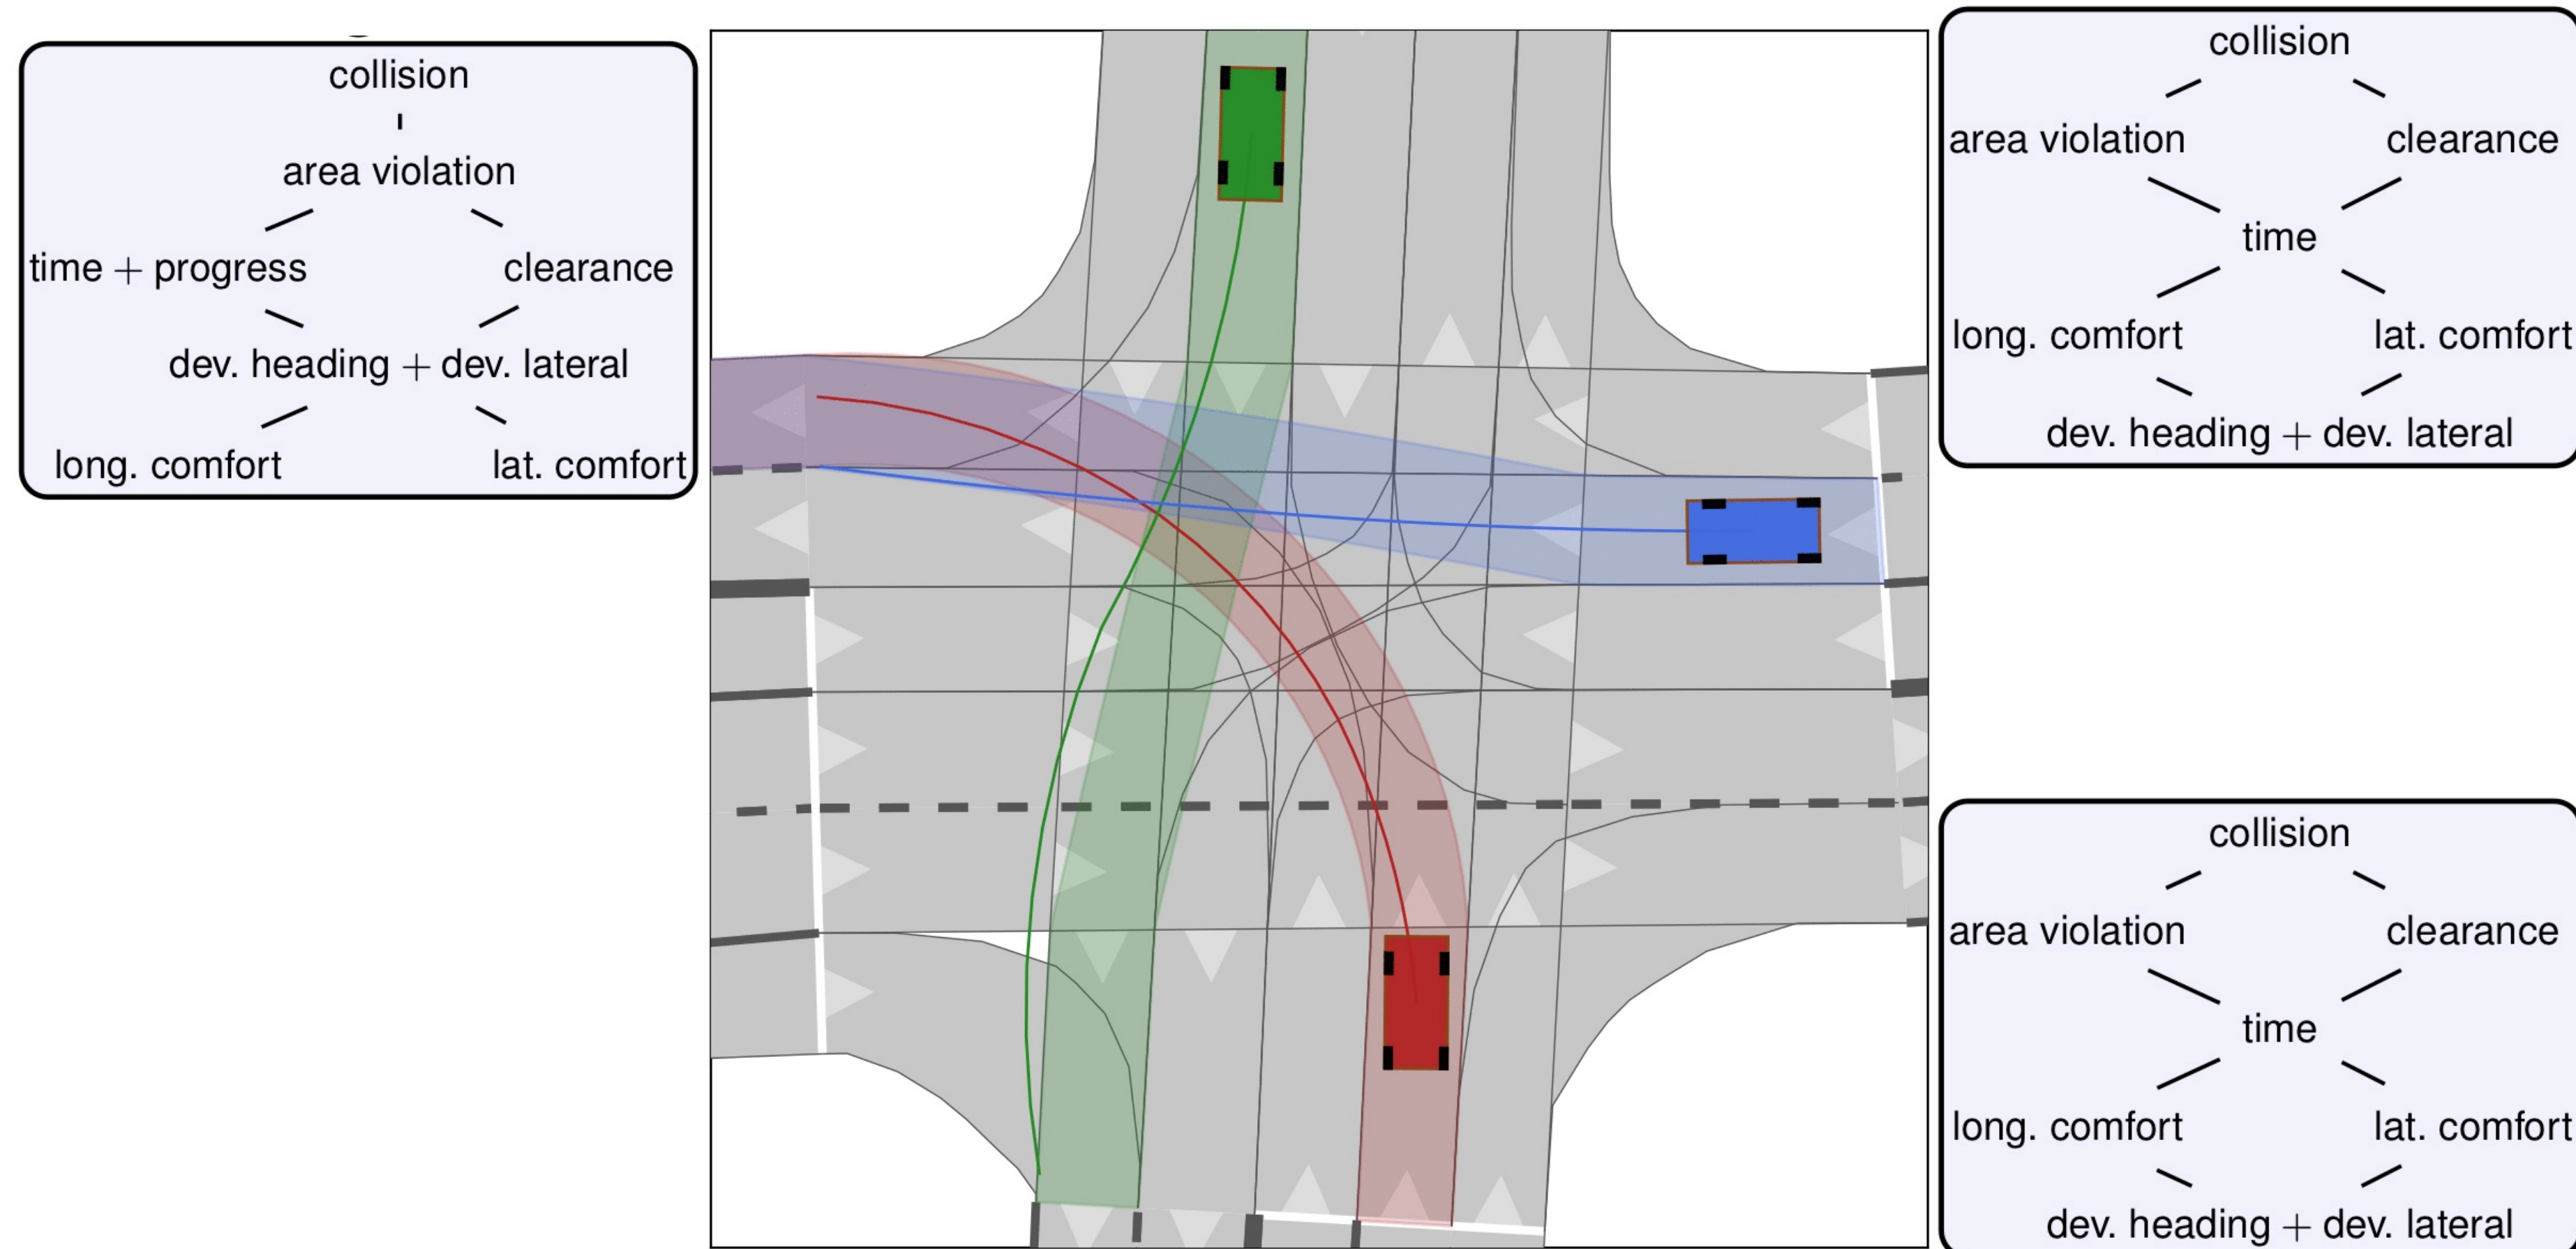 collision
area violation
time + progress clearance
dev. heading + dev. lateral
long. comfort lat. comfort
collision
area violation clearance
time
long. comfort lat. comfort
dev. heading + dev. lateral
collision
area violation clearance
time
long. comfort lat. comfort
dev. heading + dev. lateral